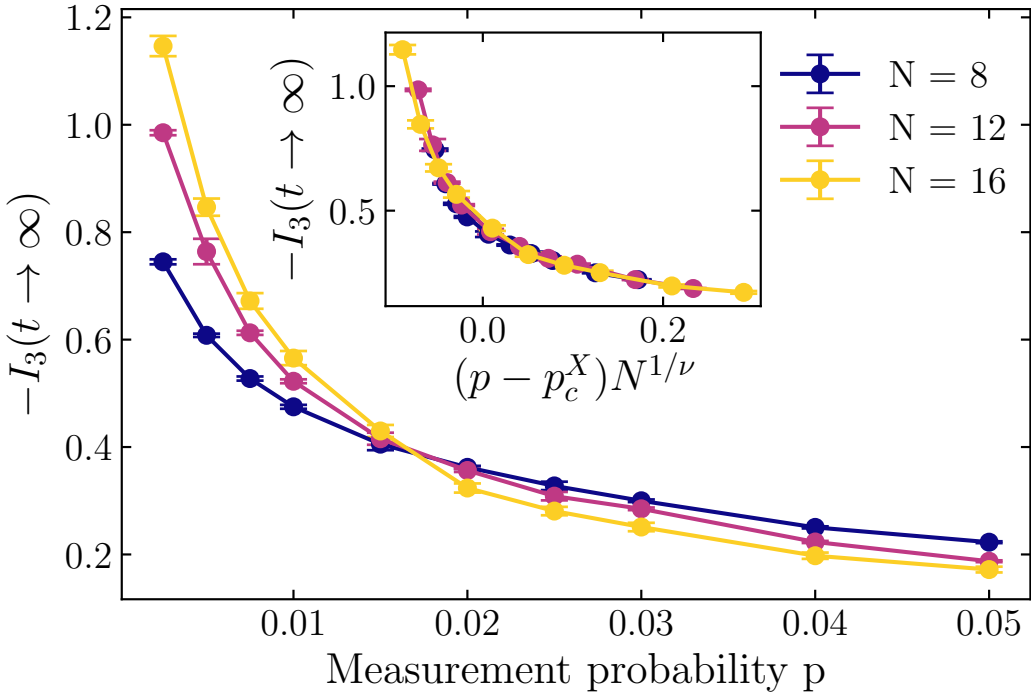 1.2
1.0
0.8
0.6
0.4
0.2
−I₃(t → ∞)
0.01
0.02
0.03
0.04
0.05
Measurement probability p
1.0
0.5
−I₃(t → ∞)
0.0
0.2
(p − p_c^X)N^{1/ν}
N = 8
N = 12
N = 16